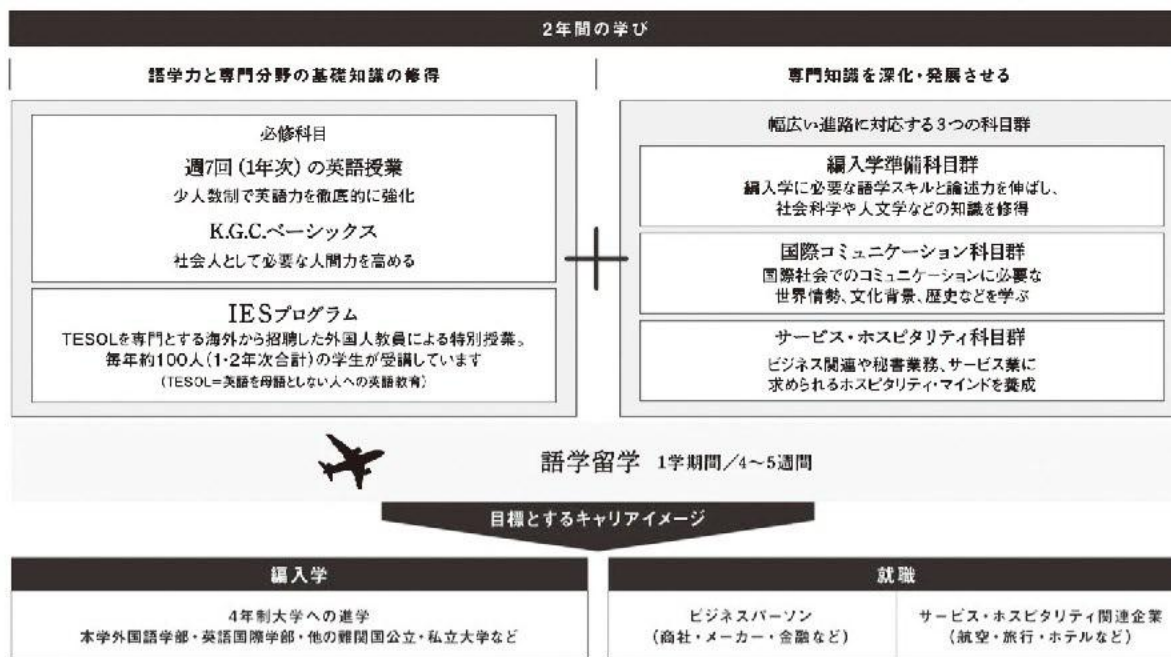 2年間の学び
語学力と専門分野の基礎知識の修得
必修科目
週7回(1年次)の英語授業
少人数制で英語力を徹底的に強化
K.G.C.ベーシックス
社会人として必要な人間力を高める
IESプログラム
TESOLを専門とする海外から招聘した外国人教員による特別授業。
毎年約100人(1・2年次合計)の学生が受講しています
(TESOL=英語を母語としない人への英語教育)
専門知識を深化・発展させる
幅広い進路に対応する3つの科目群
編入学準備科目群
編入学に必要な語学スキルと論述力を伸ばし、
社会科学や人文学などの知識を修得
国際コミュニケーション科目群
国際社会でのコミュニケーションに必要な
世界情勢、文化背景、歴史などを学ぶ
サービス・ホスピタリティ科目群
ビジネス関連や秘書業務、サービス業に
求められるホスピタリティ・マインドを養成
語学留学 1学期間/4〜5週間
目標とするキャリアイメージ
編入学
4年制大学への進学
本学外国語学部・英語国際学部・他の難関国公立・私立大学など
就職
ビジネスパーソン
(商社・メーカー・金融など)
サービス・ホスピタリティ関連企業
(航空・旅行・ホテルなど)